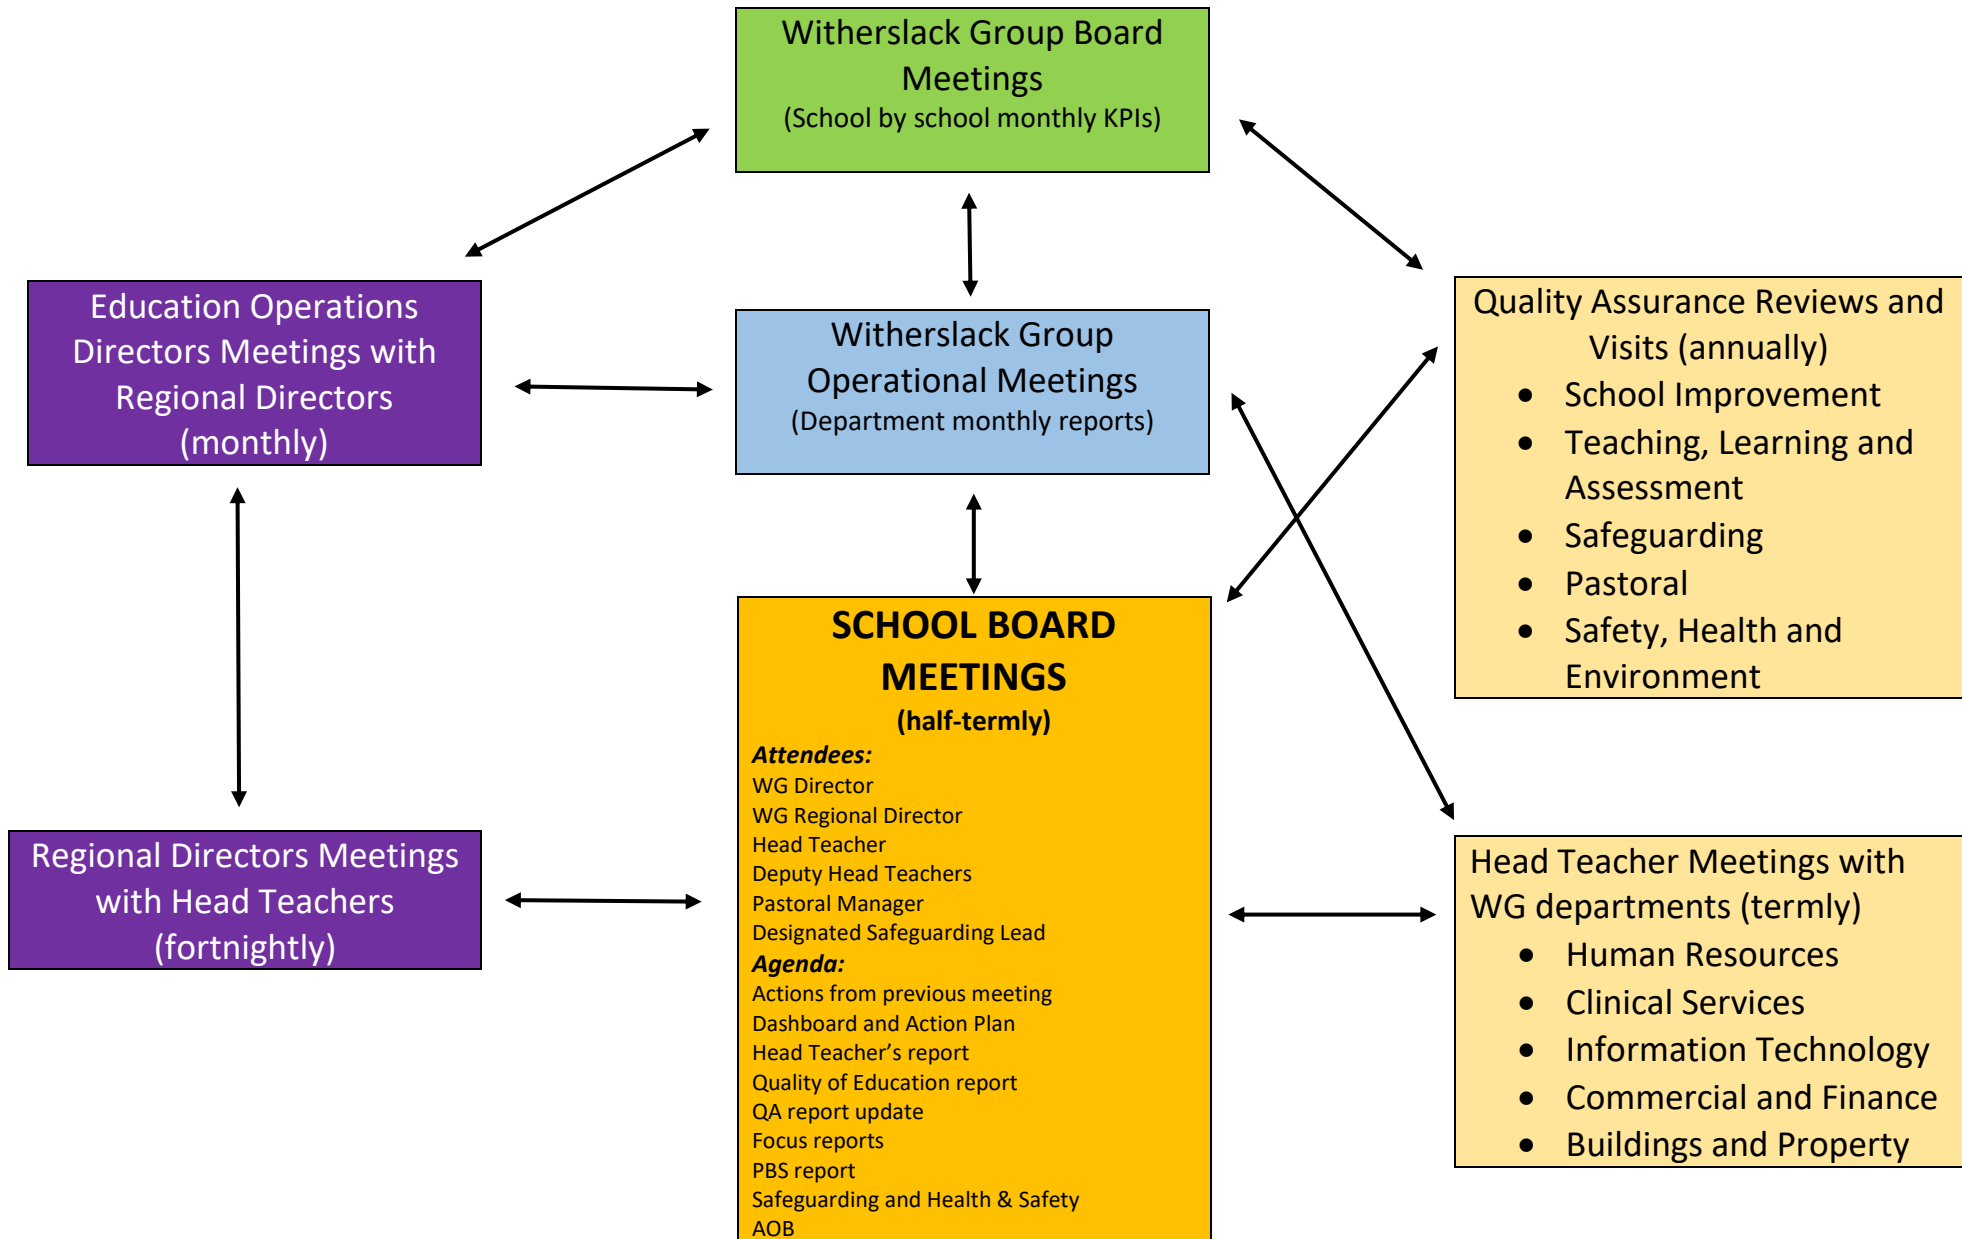 Witherslack Group Board
Meetings
(School by school monthly KPIs)
Education Operations
Directors Meetings with
Regional Directors
(monthly)
Witherslack Group
Operational Meetings
(Department monthly reports)
Quality Assurance Reviews and
Visits (annually)
• School Improvement
• Teaching, Learning and
Assessment
• Safeguarding
• Pastoral
• Safety, Health and
Environment
SCHOOL BOARD
MEETINGS
(half-termly)
Attendees:
WG Director
WG Regional Director
Head Teacher
Deputy Head Teachers
Pastoral Manager
Designated Safeguarding Lead
Agenda:
Actions from previous meeting
Dashboard and Action Plan
Head Teacher’s report
Quality of Education report
QA report update
Focus reports
PBS report
Safeguarding and Health & Safety
AOB
Regional Directors Meetings
with Head Teachers
(fortnightly)
Head Teacher Meetings with
WG departments (termly)
• Human Resources
• Clinical Services
• Information Technology
• Commercial and Finance
• Buildings and Property